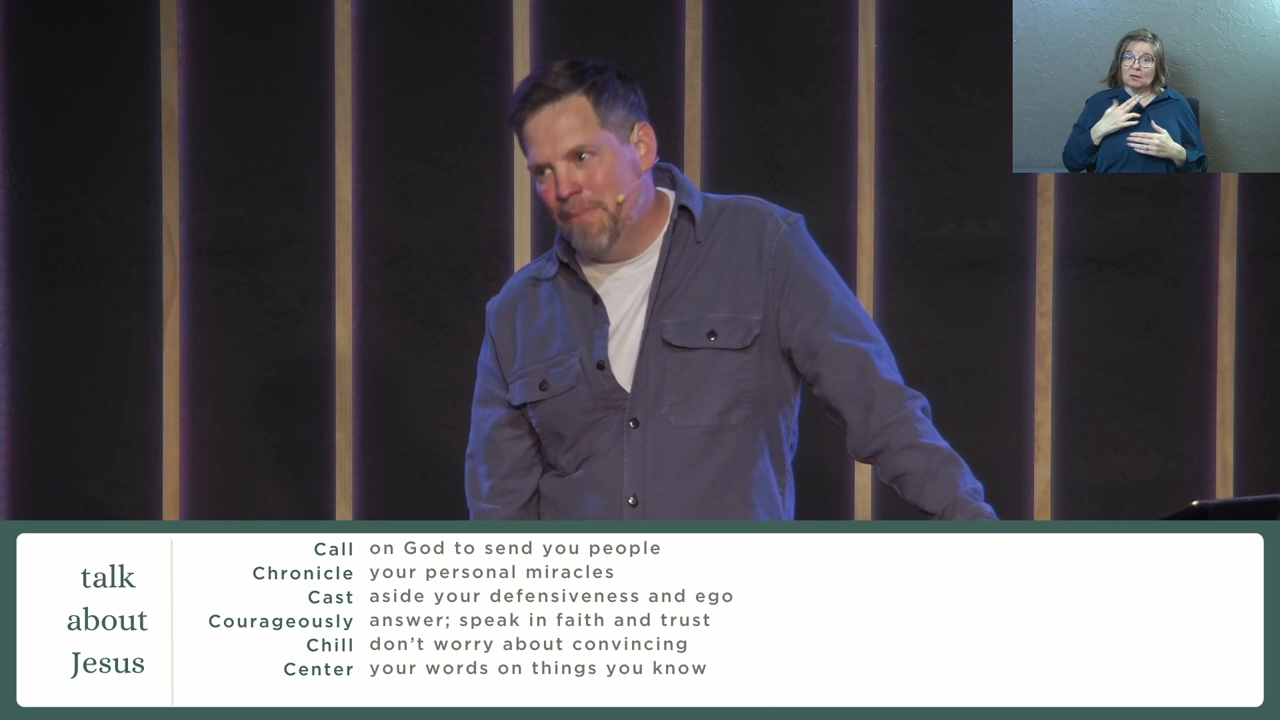 talk
about
Jesus
Call on God to send you people
Chronicle your personal miracles
Cast aside your defensiveness and ego
Courageously answer; speak in faith and trust
Chill don’t worry about convincing
Center your words on things you know